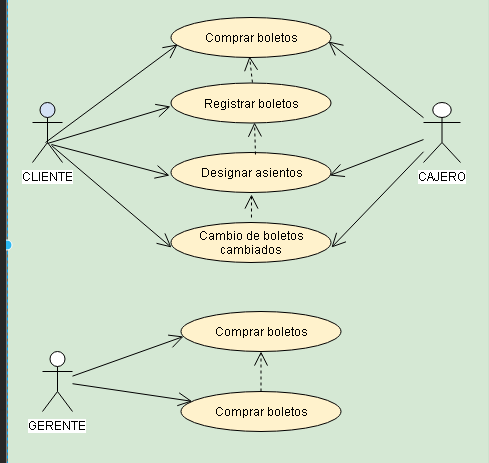 Comprar boletos
Registrar boletos
CLIENTE
Designar asientos
CAJERO
Cambio de boletos
cambiados
Comprar boletos
GERENTE
Comprar boletos